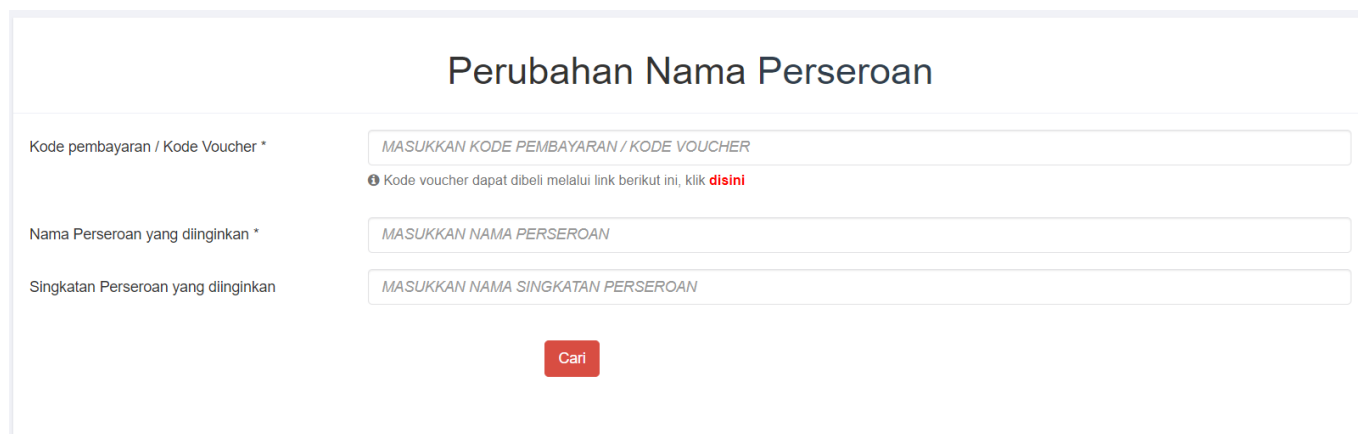 Perubahan Nama Perseroan
Kode pembayaran / Kode Voucher *
MASUKKAN KODE PEMBAYARAN / KODE VOUCHER
Kode voucher dapat dibeli melalui link berikut ini, klik disini
Nama Perseroan yang diinginkan *
MASUKKAN NAMA PERSEROAN
Singkatan Perseroan yang diinginkan
MASUKKAN NAMA SINGKATAN PERSEROAN
Cari